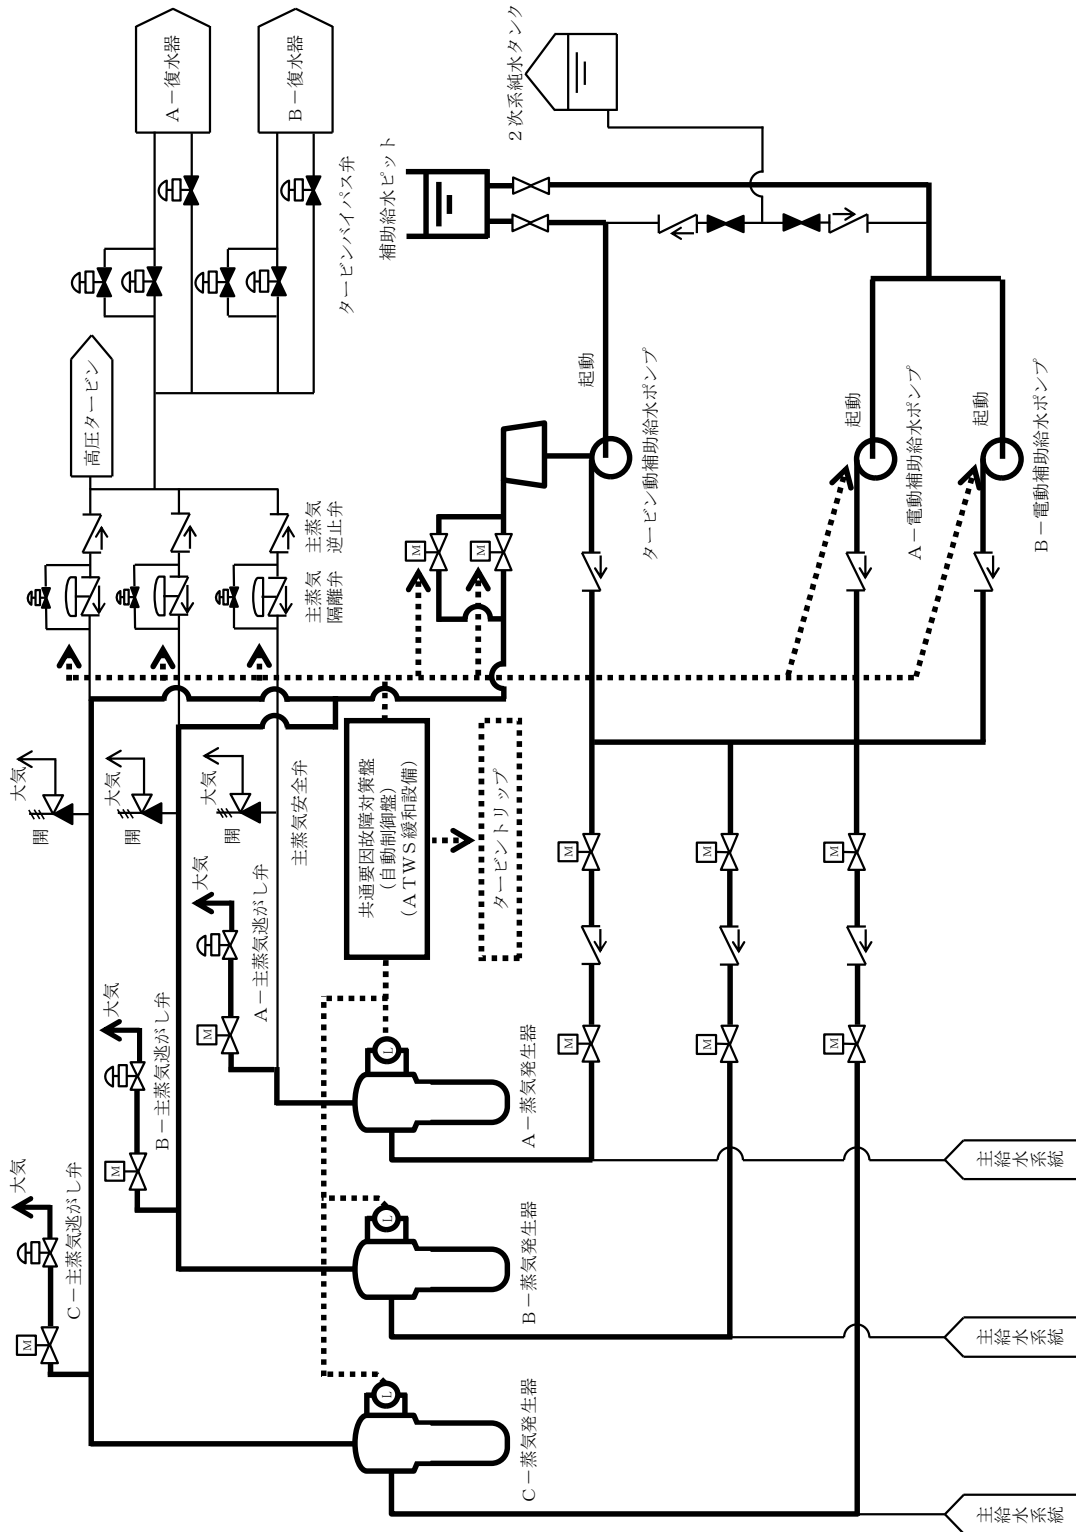 A－復水器
B－復水器
2次系純水タンク
補助給水ピット
タービンバイパス弁
高圧タービン
主蒸気
逆止弁
主蒸気
隔離弁
起動
タービン動補助給水ポンプ
起動
A－電動補助給水ポンプ
起動
B－電動補助給水ポンプ
M
M
大気
開
大気
開
大気
開
主蒸気安全弁
共通要因故障対策盤
(自動制御盤)
(ATWS緩和設備)
タービントリップ
大気
M
A－主蒸気逃がし弁
大気
M
B－主蒸気逃がし弁
大気
M
C－主蒸気逃がし弁
M
M
M
M
M
M
L
A－蒸気発生器
L
B－蒸気発生器
L
C－蒸気発生器
主給水系統
主給水系統
主給水系統